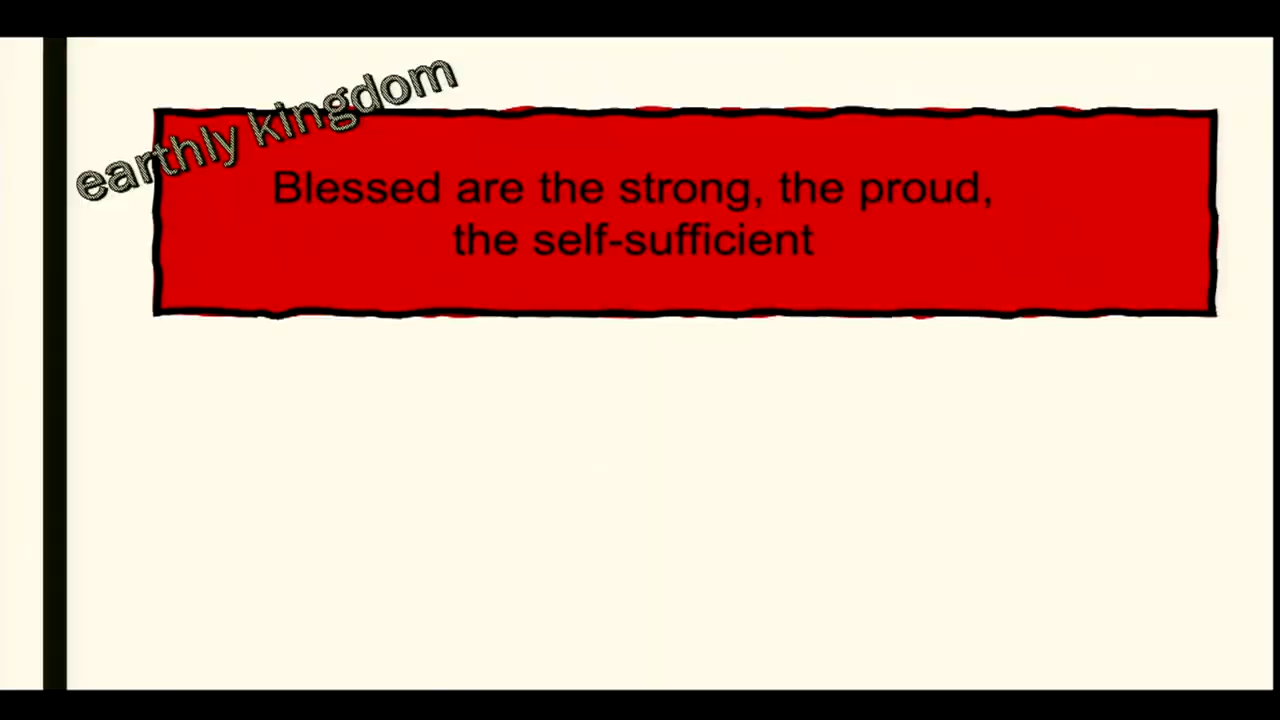 earthly kingdom
Blessed are the strong, the proud,
the self-sufficient